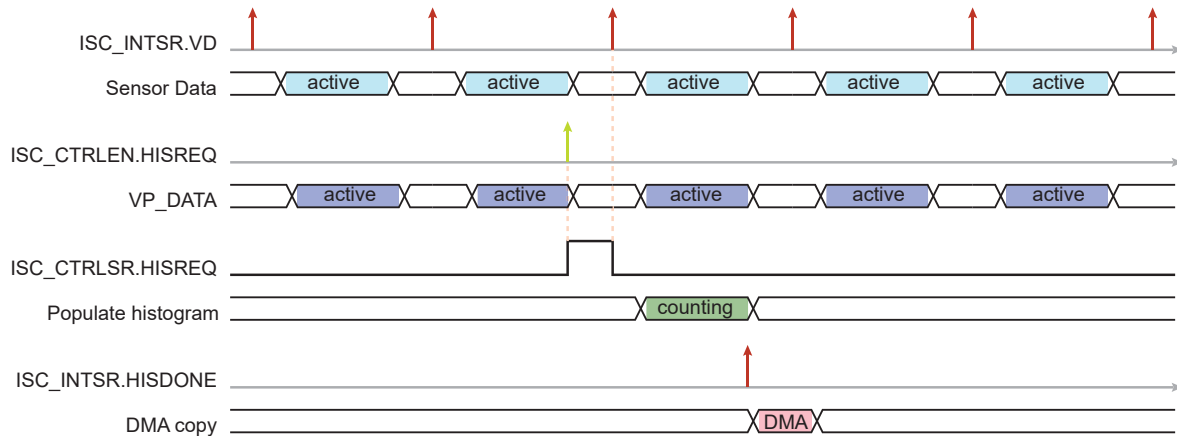 ISC_INTSR.VD
Sensor Data active active active active active
ISC_CTRLEN.HISREQ
VP_DATA active active active active active
ISC_CTRLSR.HISREQ
Populate histogram counting
ISC_INTSR.HISDONE
DMA copy DMA